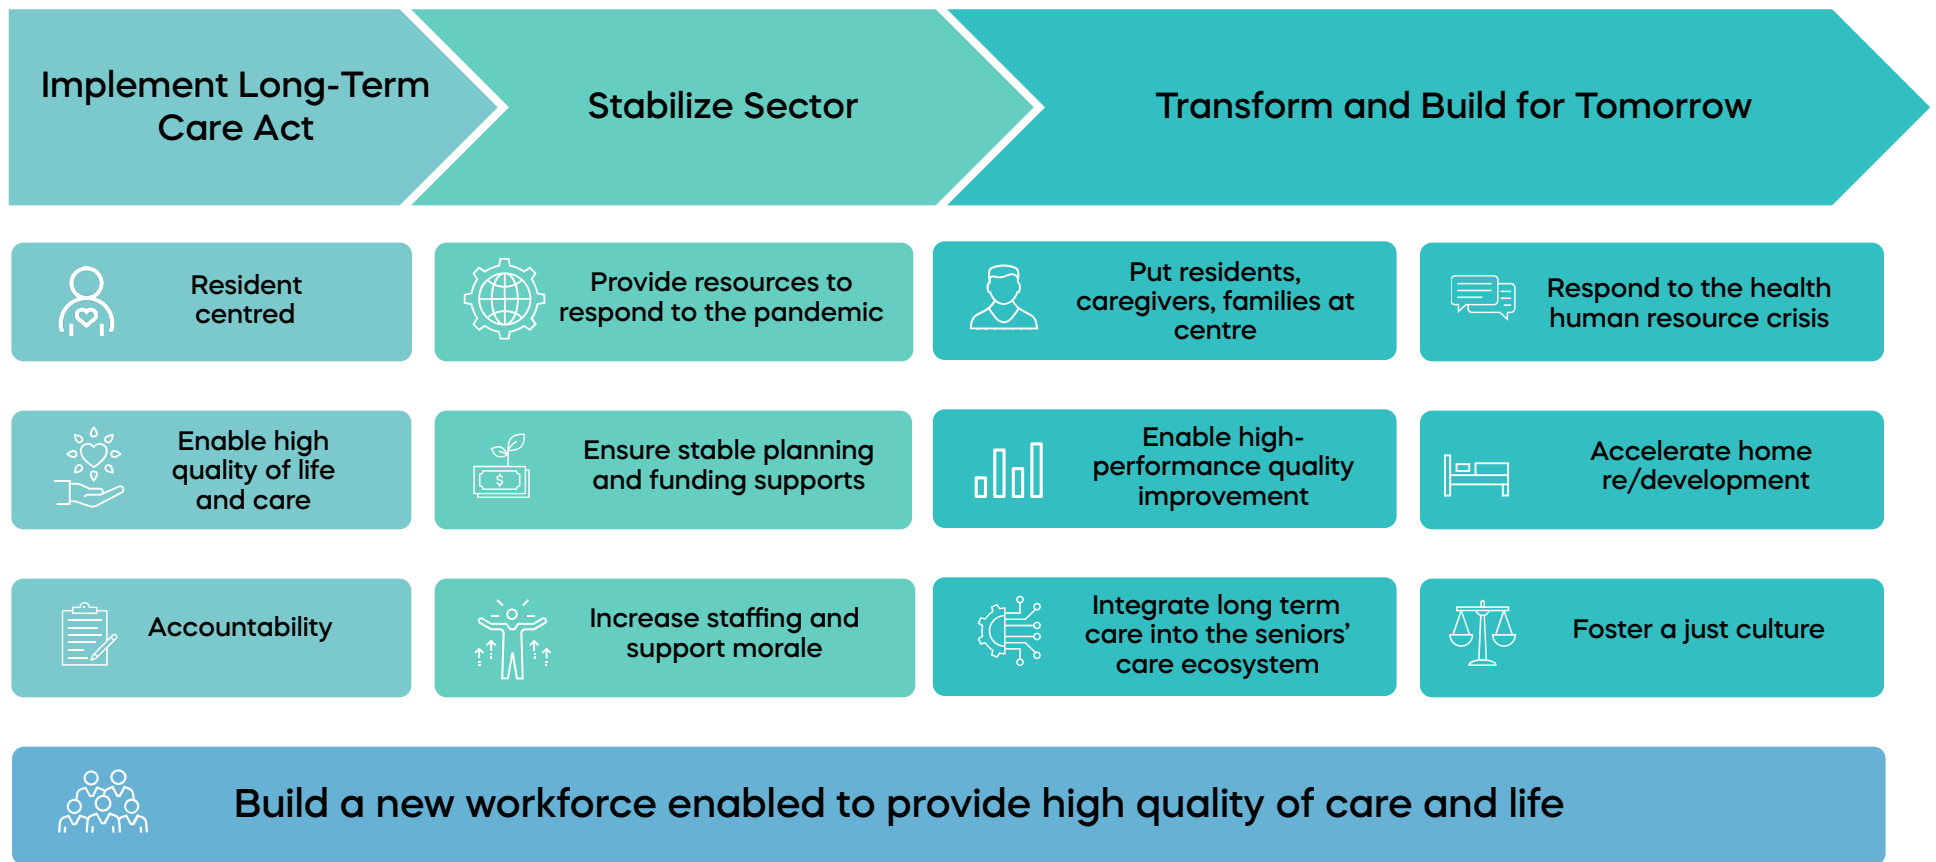 Implement Long-Term
Care Act
Stabilize Sector
Transform and Build for Tomorrow
Resident
centred
Provide resources to
respond to the pandemic
Put residents,
caregivers, families at
centre
Respond to the health
human resource crisis
Enable high
quality of life
and care
$
Ensure stable planning
and funding supports
Enable high-
performance quality
improvement
Accelerate home
re/development
Accountability
Increase staffing and
support morale
Integrate long term
care into the seniors’
care ecosystem
Foster a just culture
Build a new workforce enabled to provide high quality of care and life